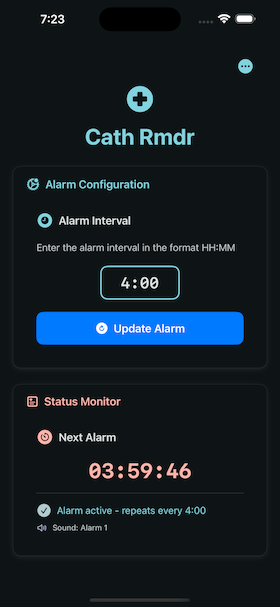 7:23
Cath Rmdr
Alarm Configuration
Alarm Interval
Enter the alarm interval in the format HH:MM
4:00
Update Alarm
Status Monitor
Next Alarm
03:59:46
Alarm active - repeats every 4:00
Sound: Alarm 1